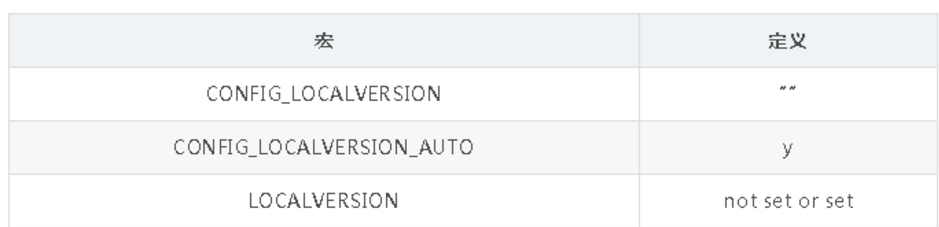 宏 定义
CONFIG_LOCALVERSION ""
CONFIG_LOCALVERSION_AUTO y
LOCALVERSION not set or set